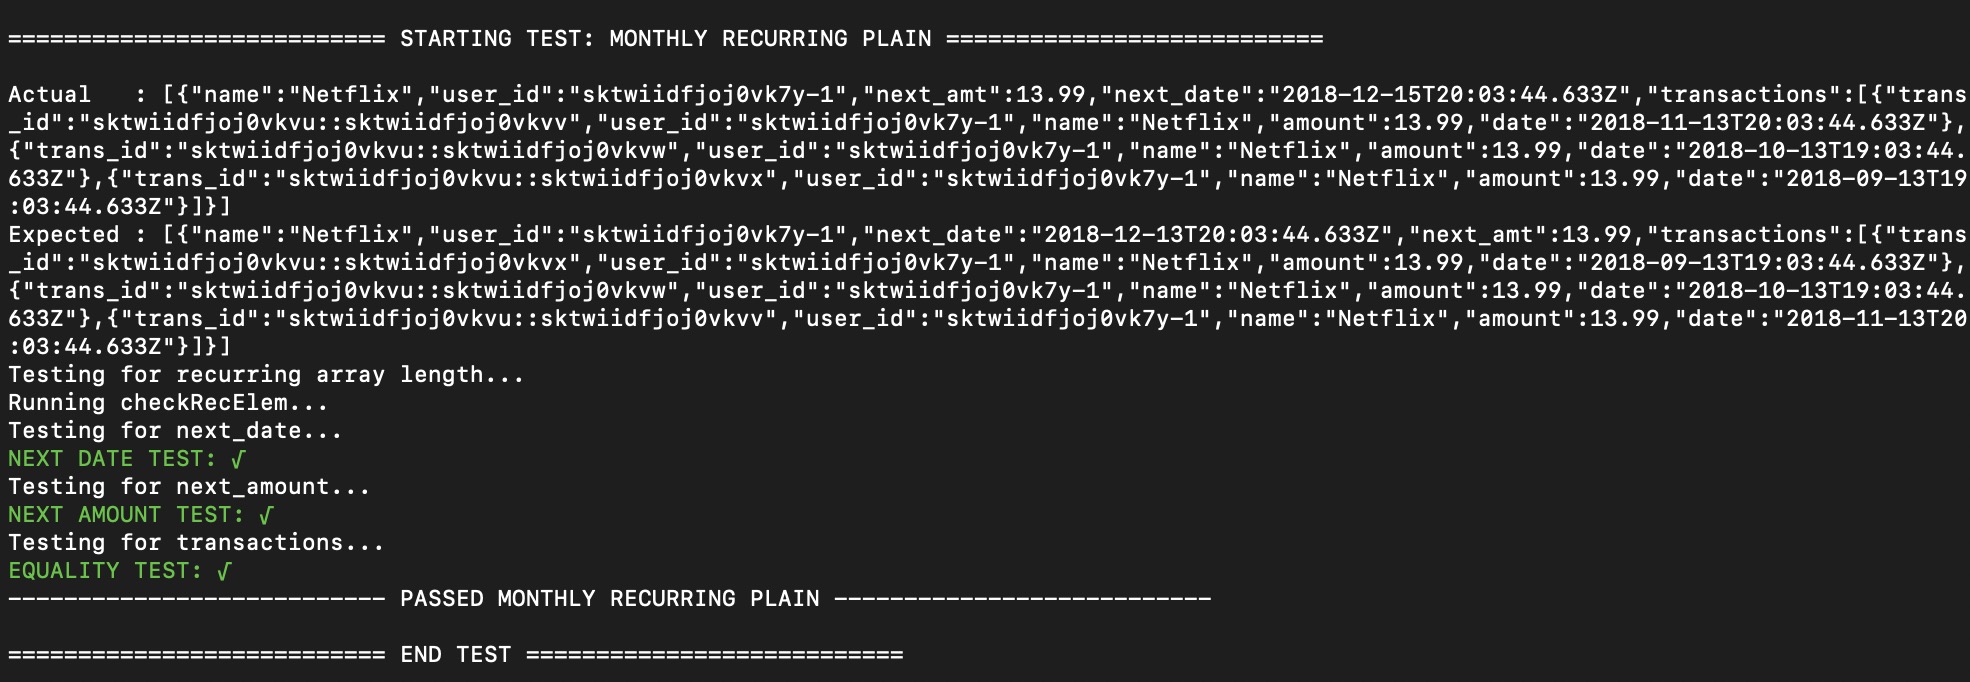 =========================== STARTING TEST: MONTHLY RECURRING PLAIN ===========================
Actual   : [{"name":"Netflix","user_id":"sktwiidfjoj0vk7y-1","next_amt":13.99,"next_date":"2018-12-15T20:03:44.633Z","transactions":[{"trans
_id":"sktwiidfjoj0vkvu::sktwiidfjoj0vkvv","user_id":"sktwiidfjoj0vk7y-1","name":"Netflix","amount":13.99,"date":"2018-11-13T20:03:44.633Z"},
{"trans_id":"sktwiidfjoj0vkvu::sktwiidfjoj0vkvw","user_id":"sktwiidfjoj0vk7y-1","name":"Netflix","amount":13.99,"date":"2018-10-13T19:03:44.
633Z"},{"trans_id":"sktwiidfjoj0vkvu::sktwiidfjoj0vkvx","user_id":"sktwiidfjoj0vk7y-1","name":"Netflix","amount":13.99,"date":"2018-09-13T19
:03:44.633Z"}]}]
Expected : [{"name":"Netflix","user_id":"sktwiidfjoj0vk7y-1","next_date":"2018-12-13T20:03:44.633Z","next_amt":13.99,"transactions":[{"trans
_id":"sktwiidfjoj0vkvu::sktwiidfjoj0vkvx","user_id":"sktwiidfjoj0vk7y-1","name":"Netflix","amount":13.99,"date":"2018-09-13T19:03:44.633Z"},
{"trans_id":"sktwiidfjoj0vkvu::sktwiidfjoj0vkvw","user_id":"sktwiidfjoj0vk7y-1","name":"Netflix","amount":13.99,"date":"2018-10-13T19:03:44.
633Z"},{"trans_id":"sktwiidfjoj0vkvu::sktwiidfjoj0vkvv","user_id":"sktwiidfjoj0vk7y-1","name":"Netflix","amount":13.99,"date":"2018-11-13T20
:03:44.633Z"}]}]
Testing for recurring array length...
Running checkRecElem...
Testing for next_date...
NEXT DATE TEST: √
Testing for next_amount...
NEXT AMOUNT TEST: √
Testing for transactions...
EQUALITY TEST: √
--------------------------- PASSED MONTHLY RECURRING PLAIN ---------------------------
=========================== END TEST ===========================